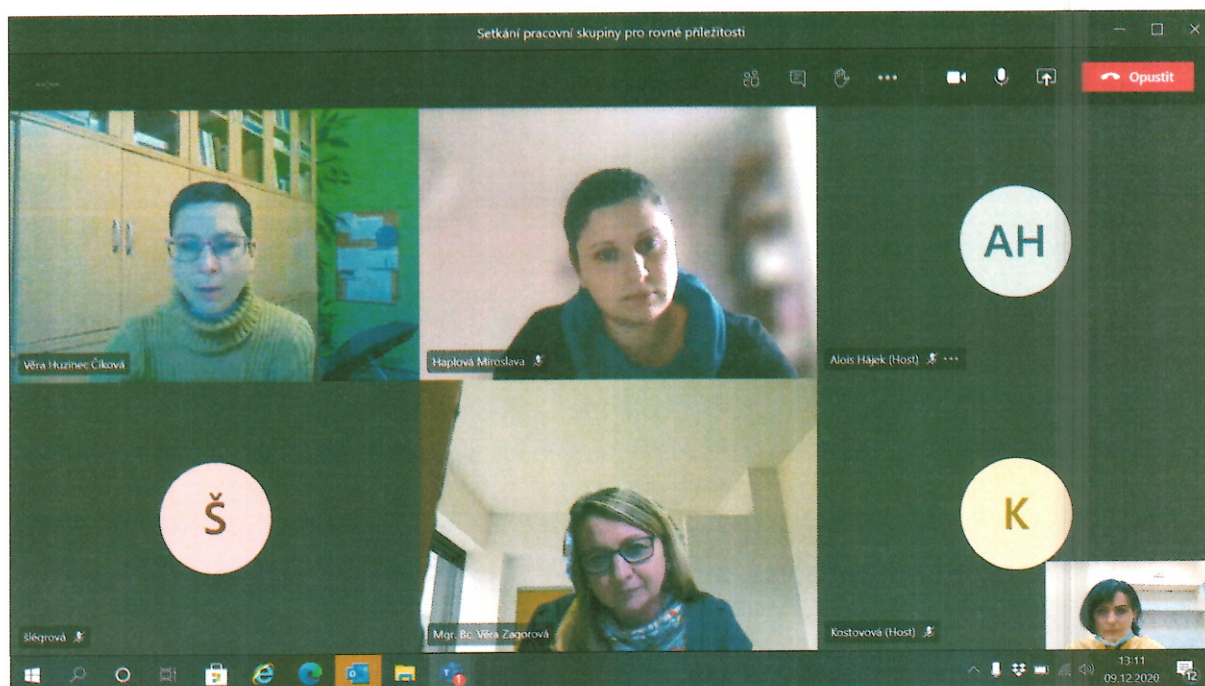 Setkání pracovní skupiny pro rovné příležitosti
Opustit
AH
Věra Huzinec Číková
Haplová Miroslava
Alois Hájek (Host)
Š
K
šlégrová
Mgr. Bc. Věra Zagorová
Kostovová (Host)
13:11
09.12.2020
12
1